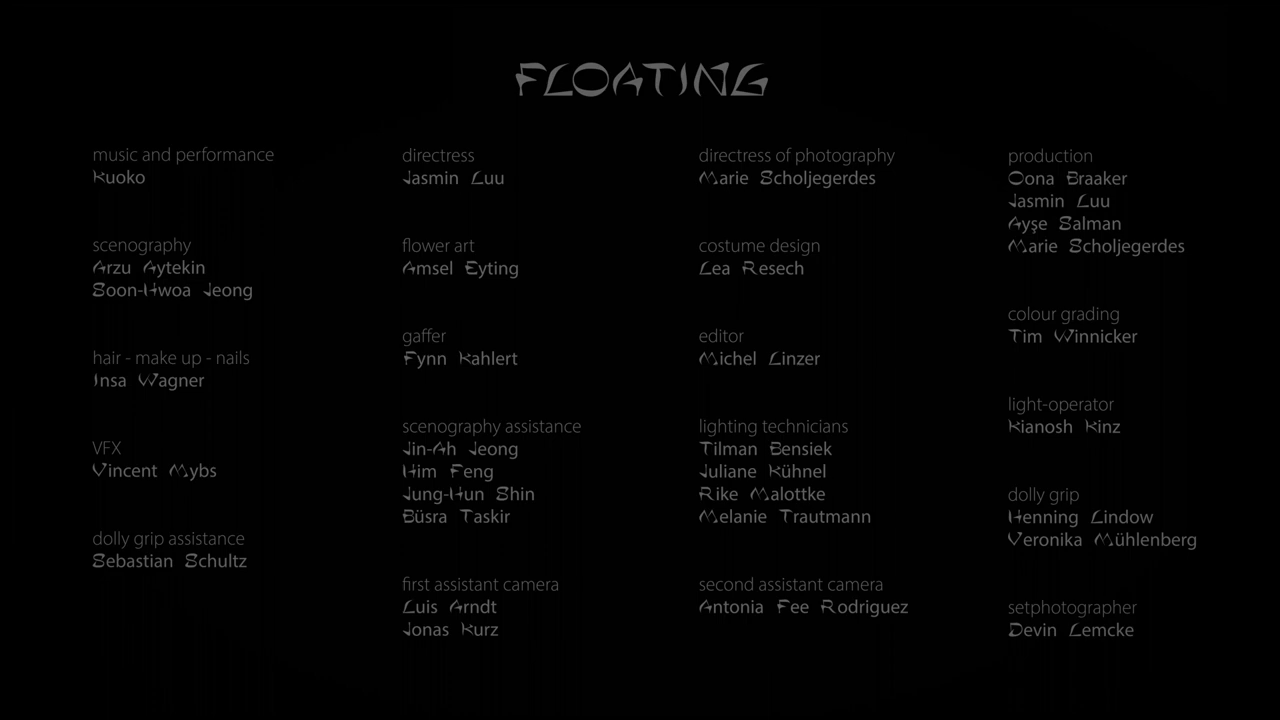 FLOATING
music and performance
Kuoko
scenography
Arzu Aytekin
Soon-Hwoa Jeong
hair - make up - nails
Insa Wagner
VFX
Vincent Mybs
dolly grip assistance
Sebastian Schultz
directress
Jasmin Luu
flower art
Amsel Eyting
gaffer
Fynn Kahlert
scenography assistance
Jin-Ah Jeong
Him Feng
Jung-Hun Shin
Büsra Taskir
first assistant camera
Luis Arndt
Jonas Kurz
directress of photography
Marie Scholjegerdes
costume design
Lea Resech
editor
Michel Linzer
lighting technicians
Tilman Bensiek
Juliane Kühnel
Rike Malottke
Melanie Trautmann
second assistant camera
Antonia Fee Rodriguez
production
Oona Braaker
Jasmin Luu
Ayşe Salman
Marie Scholjegerdes
colour grading
Tim Winnicker
light-operator
Kianosh Kinz
dolly grip
Henning Lindow
Veronika Mühlenberg
setphotographer
Devin Lemcke